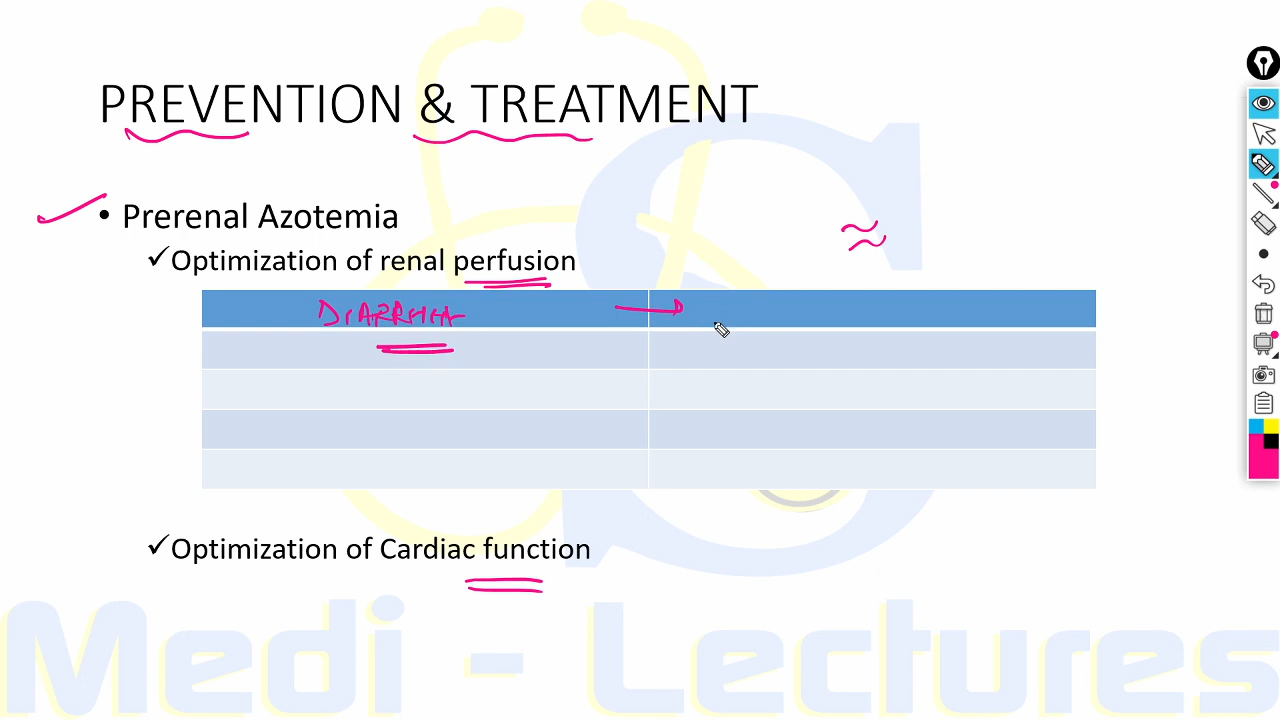 PREVENTION & TREATMENT
• Prerenal Azotemia
✓Optimization of renal perfusion
DIARRHEA
✓Optimization of Cardiac function
Medi - Lectures